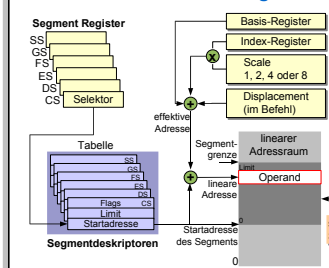 Segment Register
SS
GS
FS
ES
DS
CS Selektor
Basis-Register
Index-Register
x
Scale
1, 2, 4 oder 8
Displacement
(im Befehl)
+
effektive
Adresse
Tabelle
SS
GS
FS
ES
DS
Flags CS
Limit
Startadresse
Segmentdeskriptoren
Segment-
grenze
+
lineare
Adresse
Startadresse
des Segments
linearer
Adressraum
Limit
Operand
0
0